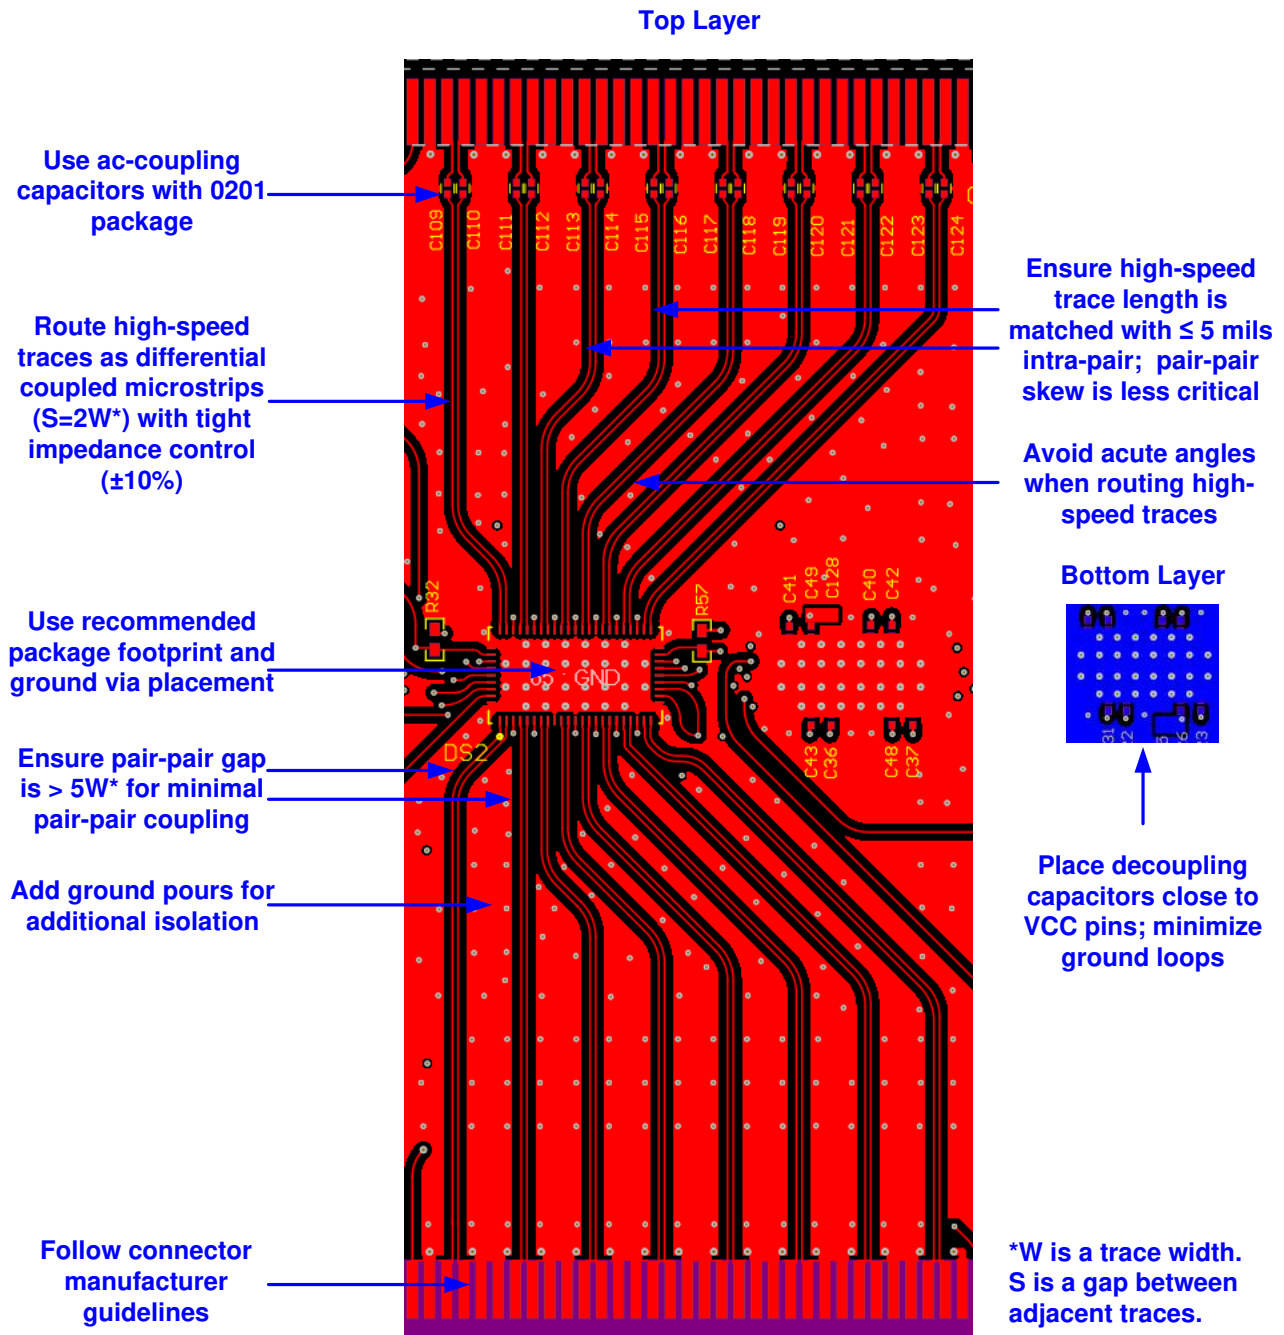 Top Layer
Use ac-coupling
capacitors with 0201
package
C109
C110
C111
C112
C113
C114
C115
C116
C117
C118
C119
C120
C121
C122
C123
C124
Route high-speed
traces as differential
coupled microstrips
(S=2W*) with tight
impedance control
(±10%)
Ensure high-speed
trace length is
matched with ≤ 5 mils
intra-pair; pair-pair
skew is less critical
Avoid acute angles
when routing high-
speed traces
Bottom Layer
R32
R57
C41
C49
C128
C40
C42
Use recommended
package footprint and
ground via placement
: GND
DS2
C43
C36
C48
C37
Ensure pair-pair gap
is > 5W* for minimal
pair-pair coupling
Add ground pours for
additional isolation
Place decoupling
capacitors close to
VCC pins; minimize
ground loops
Follow connector
manufacturer
guidelines
*W is a trace width.
S is a gap between
adjacent traces.